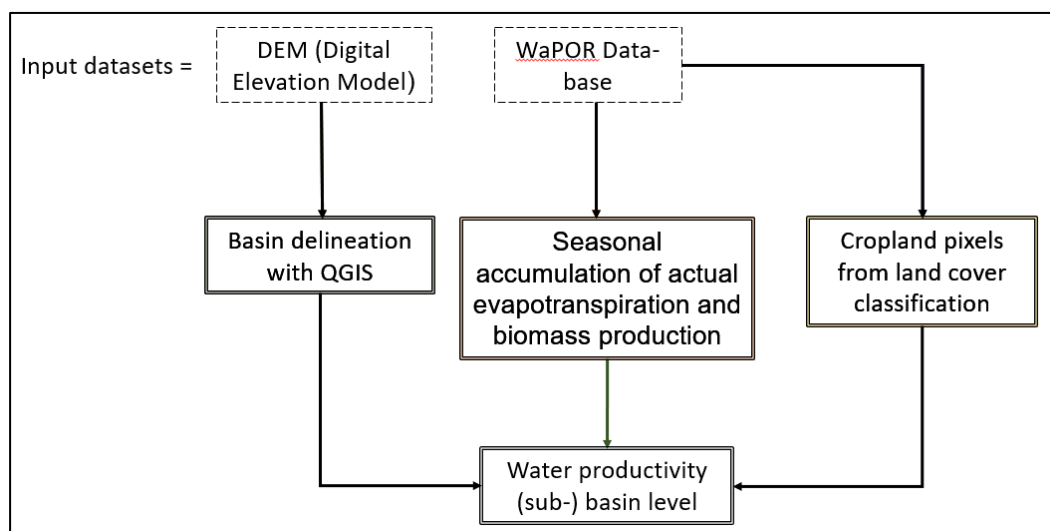 Input datasets =
DEM (Digital
Elevation Model)
WaPOR Data-
base
Basin delineation
with QGIS
Seasonal
accumulation of actual
evapotranspiration and
biomass production
Cropland pixels
from land cover
classification
Water productivity
(sub-) basin level